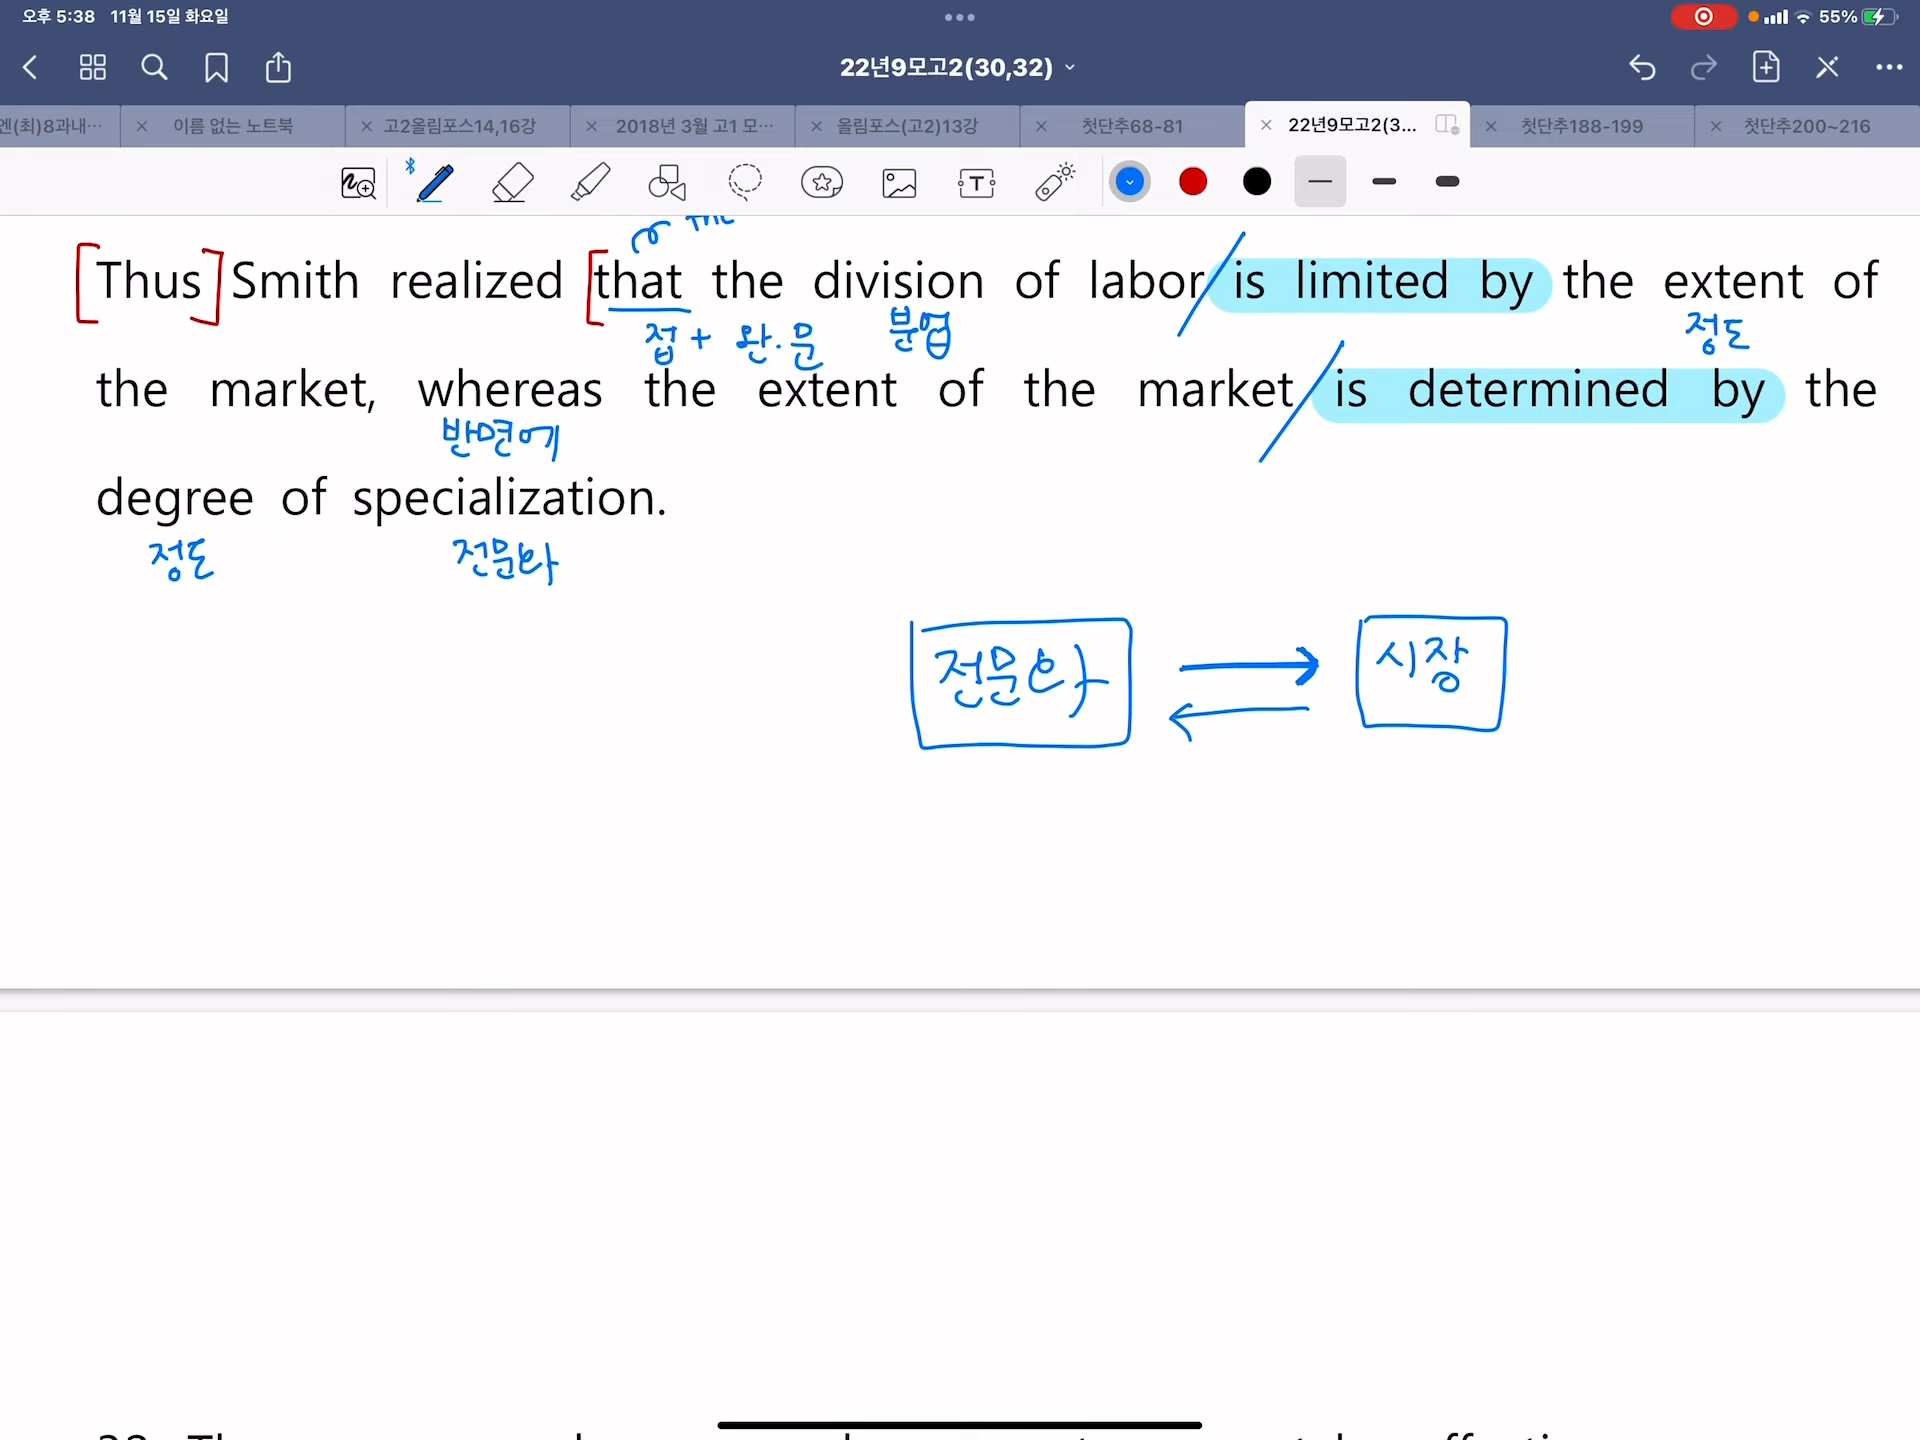 오후 5:38 11월 15일 화요일
55%
22년9모고2(30,32)
엔(최)8과내… 이름 없는 노트북 고2올림포스14,16강 2018년 3월 고1 모… 올림포스(고2)13강 첫단추68-81 22년9모고2(3... 첫단추188-199 첫단추200~216
T
the
[Thus] Smith realized [that the division of labor / is limited by the extent of
접 + 완.문 분업 정도
the market, whereas the extent of the market / is determined by the
반면에
degree of specialization.
정도 전문화
전문화 시장